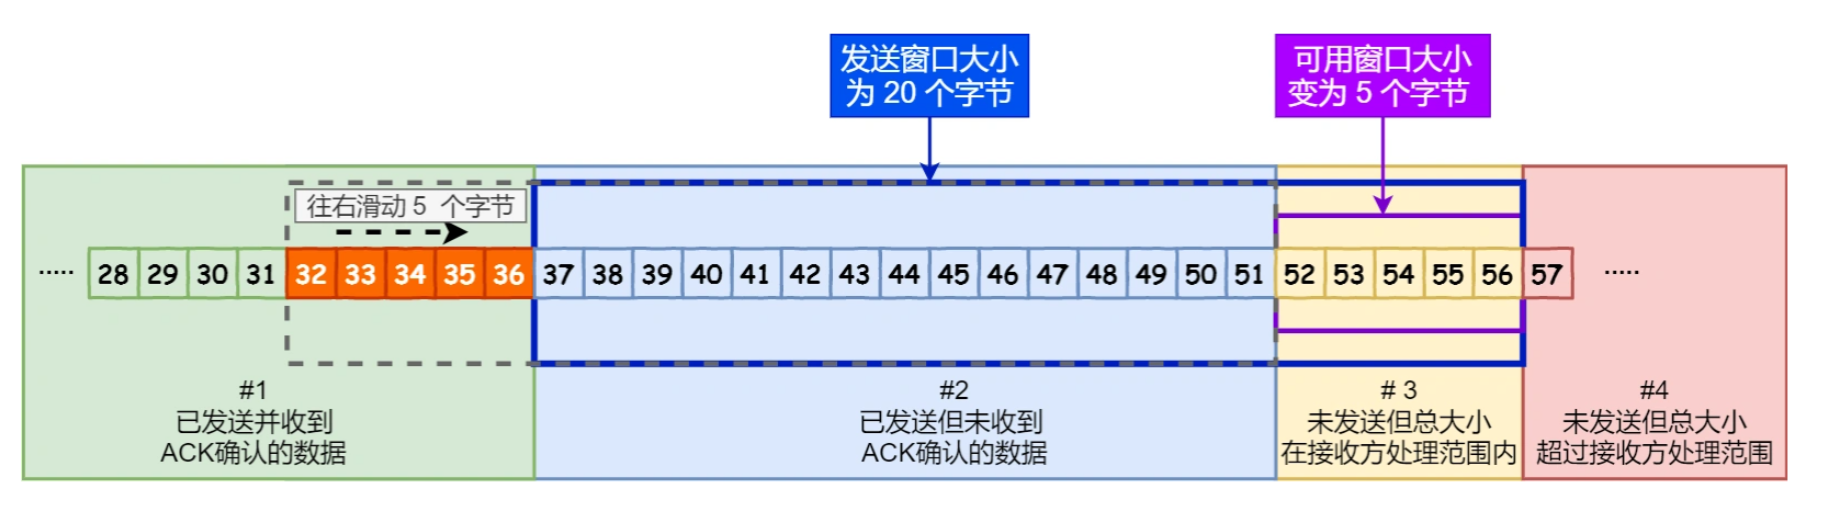 发送窗口大小
为 20 个字节
可用窗口大小
变为 5 个字节
往右滑动 5 个字节
..... 28 29 30 31 32 33 34 35 36 37 38 39 40 41 42 43 44 45 46 47 48 49 50 51 52 53 54 55 56 57 .....
#1
已发送并收到
ACK确认的数据
#2
已发送但未收到
ACK确认的数据
# 3
未发送但总大小
在接收方处理范围内
#4
未发送但总大小
超过接收方处理范围